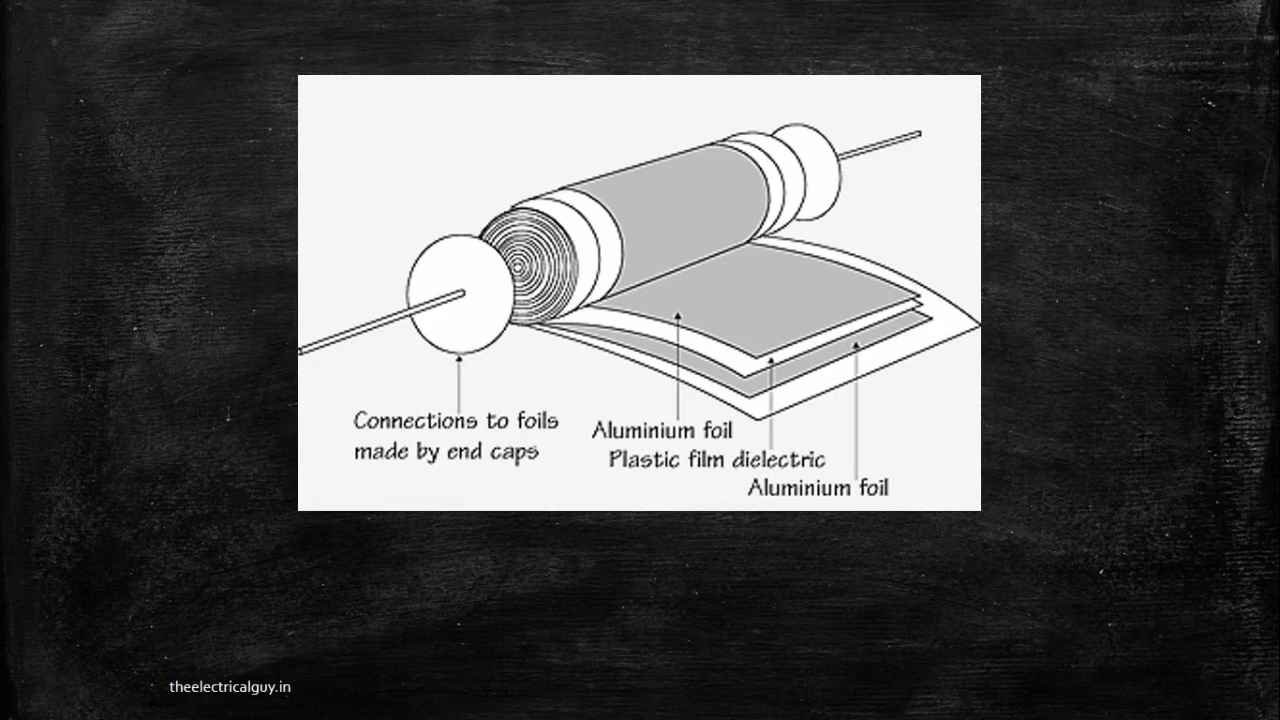 Connections to foils
made by end caps
Aluminium foil
Plastic film dielectric
Aluminium foil
theelectricalguy.in